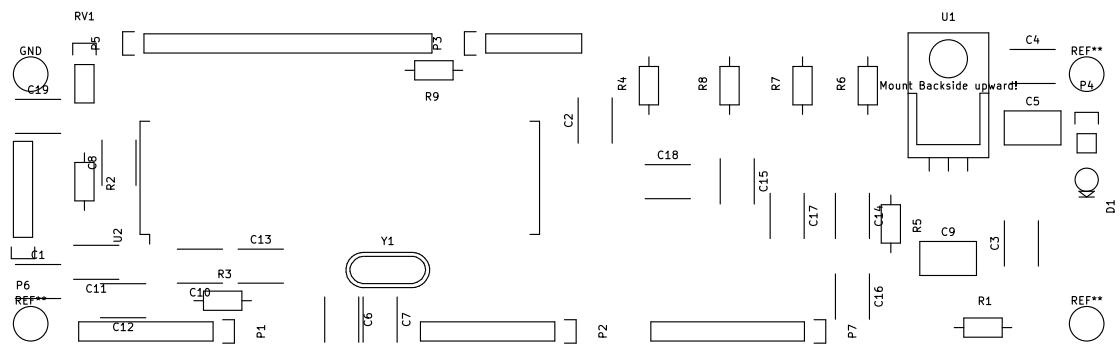 RV1
U1
P5
P3
C4
GND
REF**
R4
R8
R7
R6
Mount Backside upward!
P4
C19
R9
C5
C2
C8
R2
C18
C15
D1
C17
C14
R5
U2
C13
Y1
C9
C3
C1
R3
P6
C11
C10
REF**
C16
R1
REF**
C12
P1
C6
C7
P2
P7